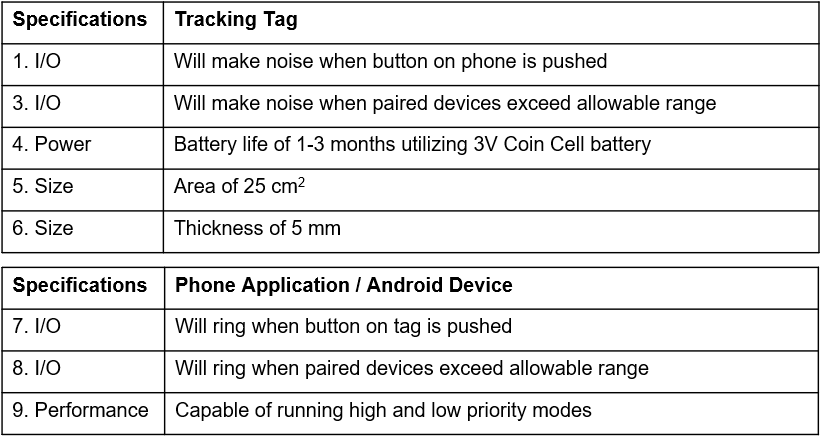 Specifications Tracking Tag
1. I/O Will make noise when button on phone is pushed
3. I/O Will make noise when paired devices exceed allowable range
4. Power Battery life of 1-3 months utilizing 3V Coin Cell battery
5. Size Area of 25 cm²
6. Size Thickness of 5 mm
Specifications Phone Application / Android Device
7. I/O Will ring when button on tag is pushed
8. I/O Will ring when paired devices exceed allowable range
9. Performance Capable of running high and low priority modes